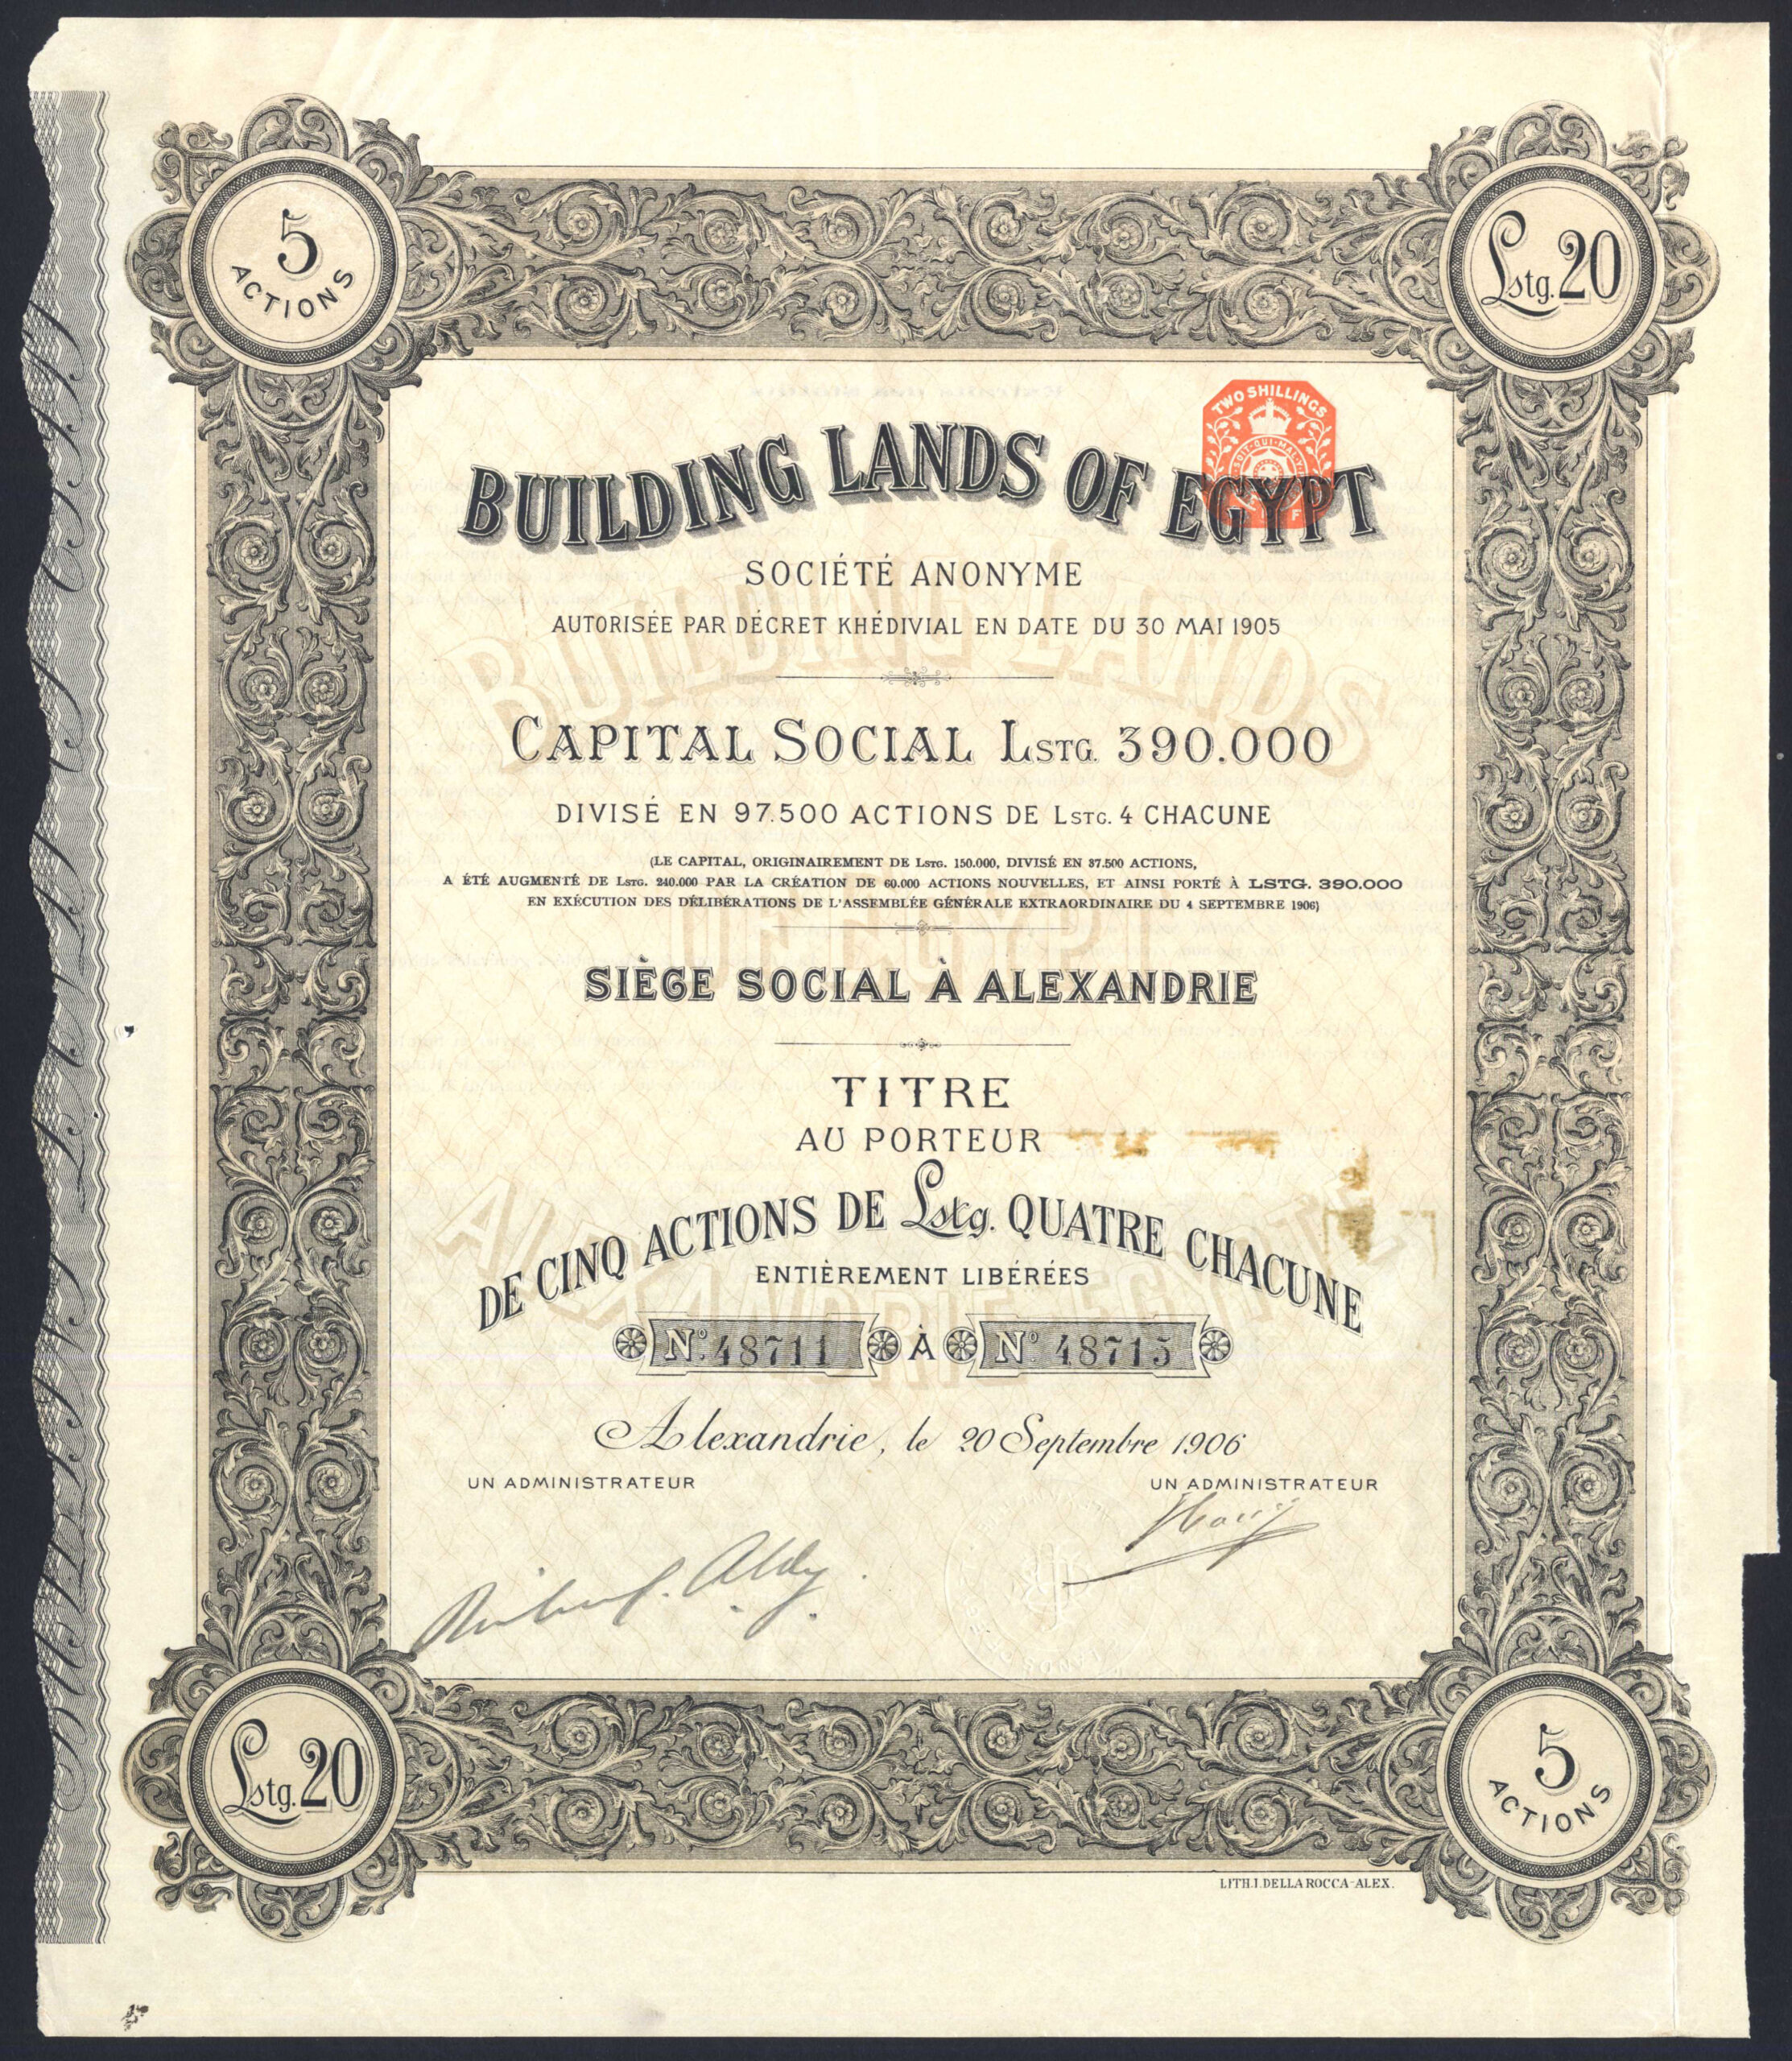 5
ACTIONS
Lstg. 20
TWO SHILLINGS
BUILDING LANDS OF EGYPT
SOCIÉTÉ ANONYME
AUTORISÉE PAR DÉCRET KHÉDIVIAL EN DATE DU 30 MAI 1905
CAPITAL SOCIAL LSTG. 390.000
DIVISÉ EN 97.500 ACTIONS DE LSTG. 4 CHACUNE
(LE CAPITAL, ORIGINAIREMENT DE LSTG. 150.000, DIVISÉ EN 37.500 ACTIONS,
A ÉTÉ AUGMENTÉ DE LSTG. 240.000 PAR LA CRÉATION DE 60.000 ACTIONS NOUVELLES, ET AINSI PORTÉ À LSTG. 390.000
EN EXÉCUTION DES DÉLIBÉRATIONS DE L'ASSEMBLÉE GÉNÉRALE EXTRAORDINAIRE DU 4 SEPTEMBRE 1906)
SIÈGE SOCIAL À ALEXANDRIE
TITRE
AU PORTEUR
DE CINQ ACTIONS DE Lstg. QUATRE CHACUNE
ENTIÈREMENT LIBÉRÉES
Nº. 48711 À Nº. 48715
Alexandrie, le 20 Septembre 1906
UN ADMINISTRATEUR
UN ADMINISTRATEUR
Lstg. 20
5
ACTIONS
LITH. I. DELLA ROCCA-ALEX.